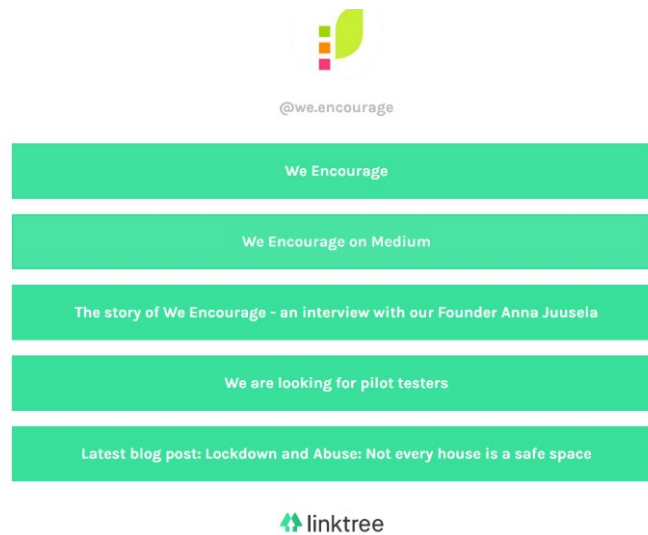 @we.encourage
We Encourage
We Encourage on Medium
The story of We Encourage - an interview with our Founder Anna Juusela
We are looking for pilot testers
Latest blog post: Lockdown and Abuse: Not every house is a safe space
linktree